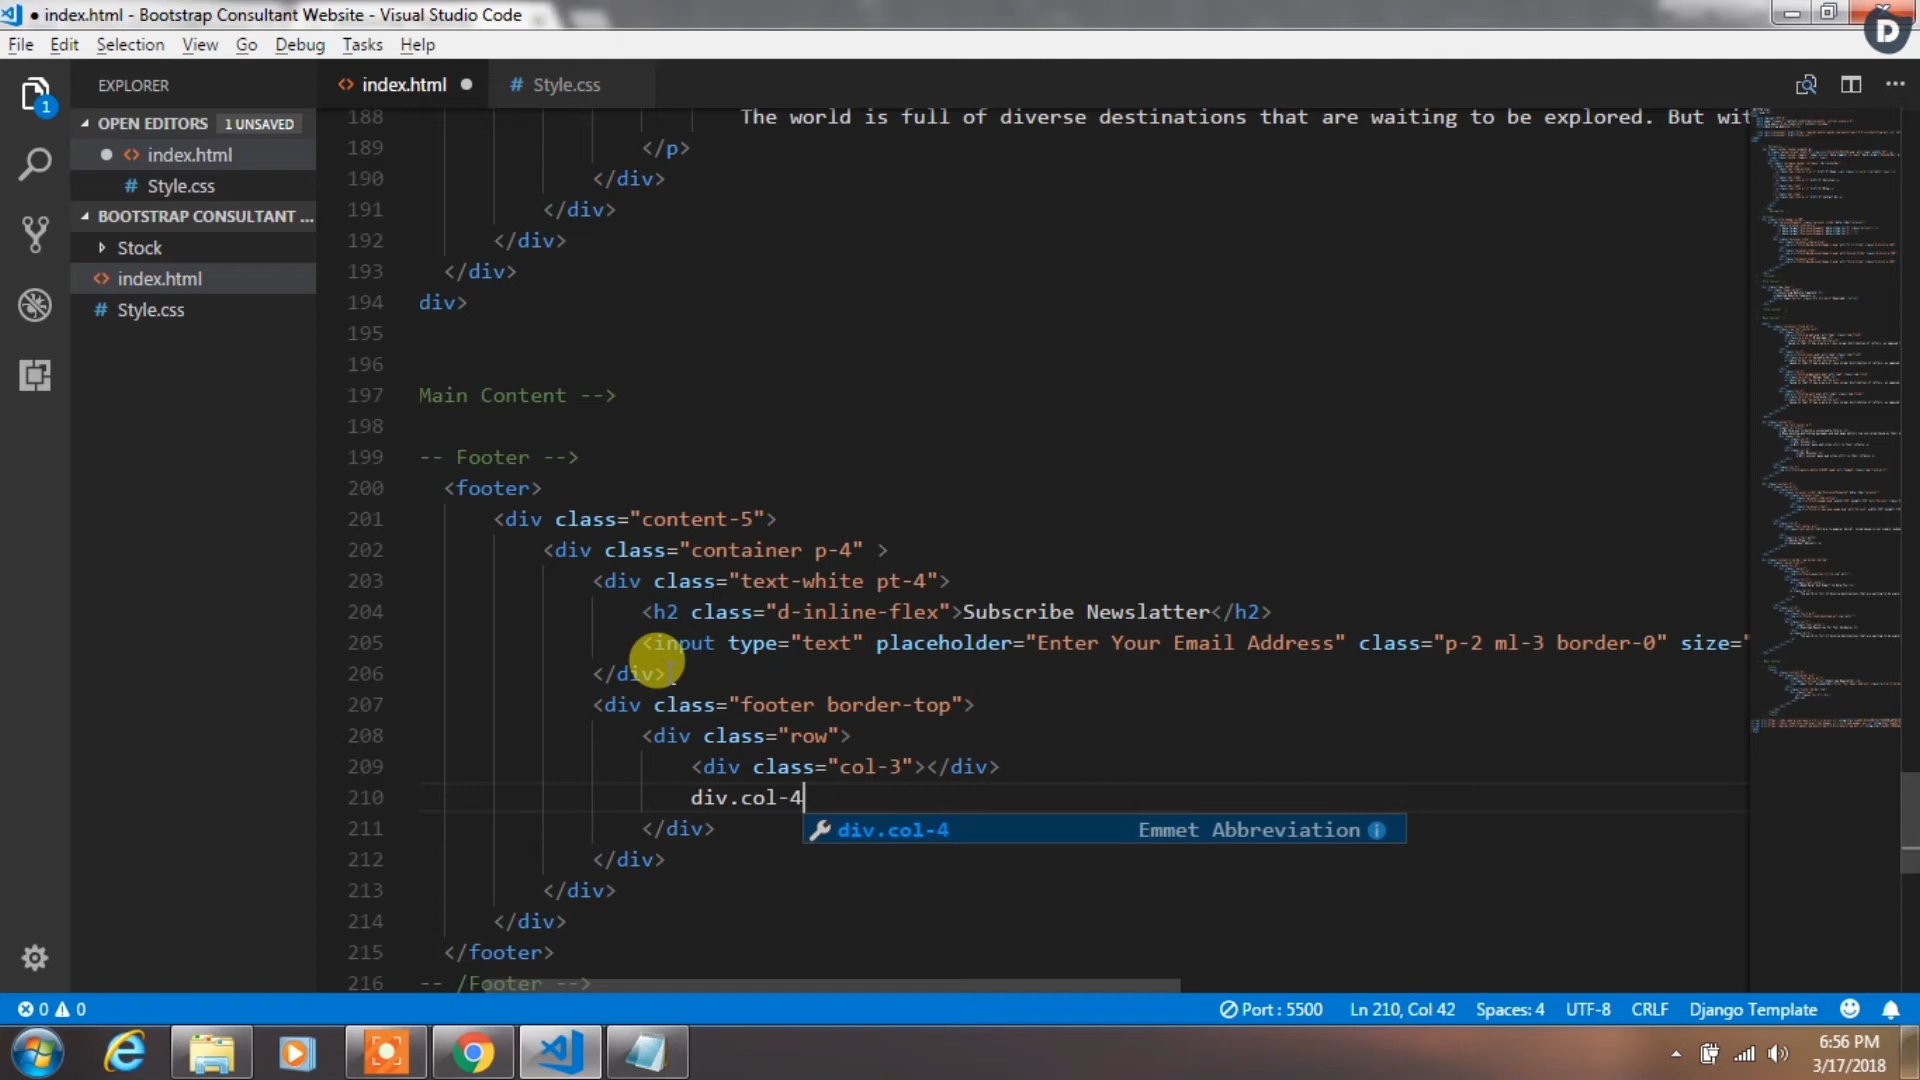 index.html - Bootstrap Consultant Website - Visual Studio Code
D
File Edit Selection View Go Debug Tasks Help
EXPLORER
<> index.html
# Style.css
OPEN EDITORS 1 UNSAVED
<> index.html
# Style.css
BOOTSTRAP CONSULTANT ...
Stock
<> index.html
# Style.css
1
188 The world is full of diverse destinations that are waiting to be explored. But wit
189 </p>
190 </div>
191 </div>
192 </div>
193 </div>
194 div>
195
196
197 Main Content -->
198
199 -- Footer -->
200 <footer>
201 <div class="content-5">
202 <div class="container p-4" >
203 <div class="text-white pt-4">
204 <h2 class="d-inline-flex">Subscribe Newslatter</h2>
205 <input type="text" placeholder="Enter Your Email Address" class="p-2 ml-3 border-0" size="
206 </div>
207 <div class="footer border-top">
208 <div class="row">
209 <div class="col-3"></div>
210 div.col-4
div.col-4 Emmet Abbreviation
211 </div>
212 </div>
213 </div>
214 </div>
215 </footer>
216 -- /Footer -->
0 0 Port : 5500 Ln 210, Col 42 Spaces: 4 UTF-8 CRLF Django Template
6:56 PM
3/17/2018